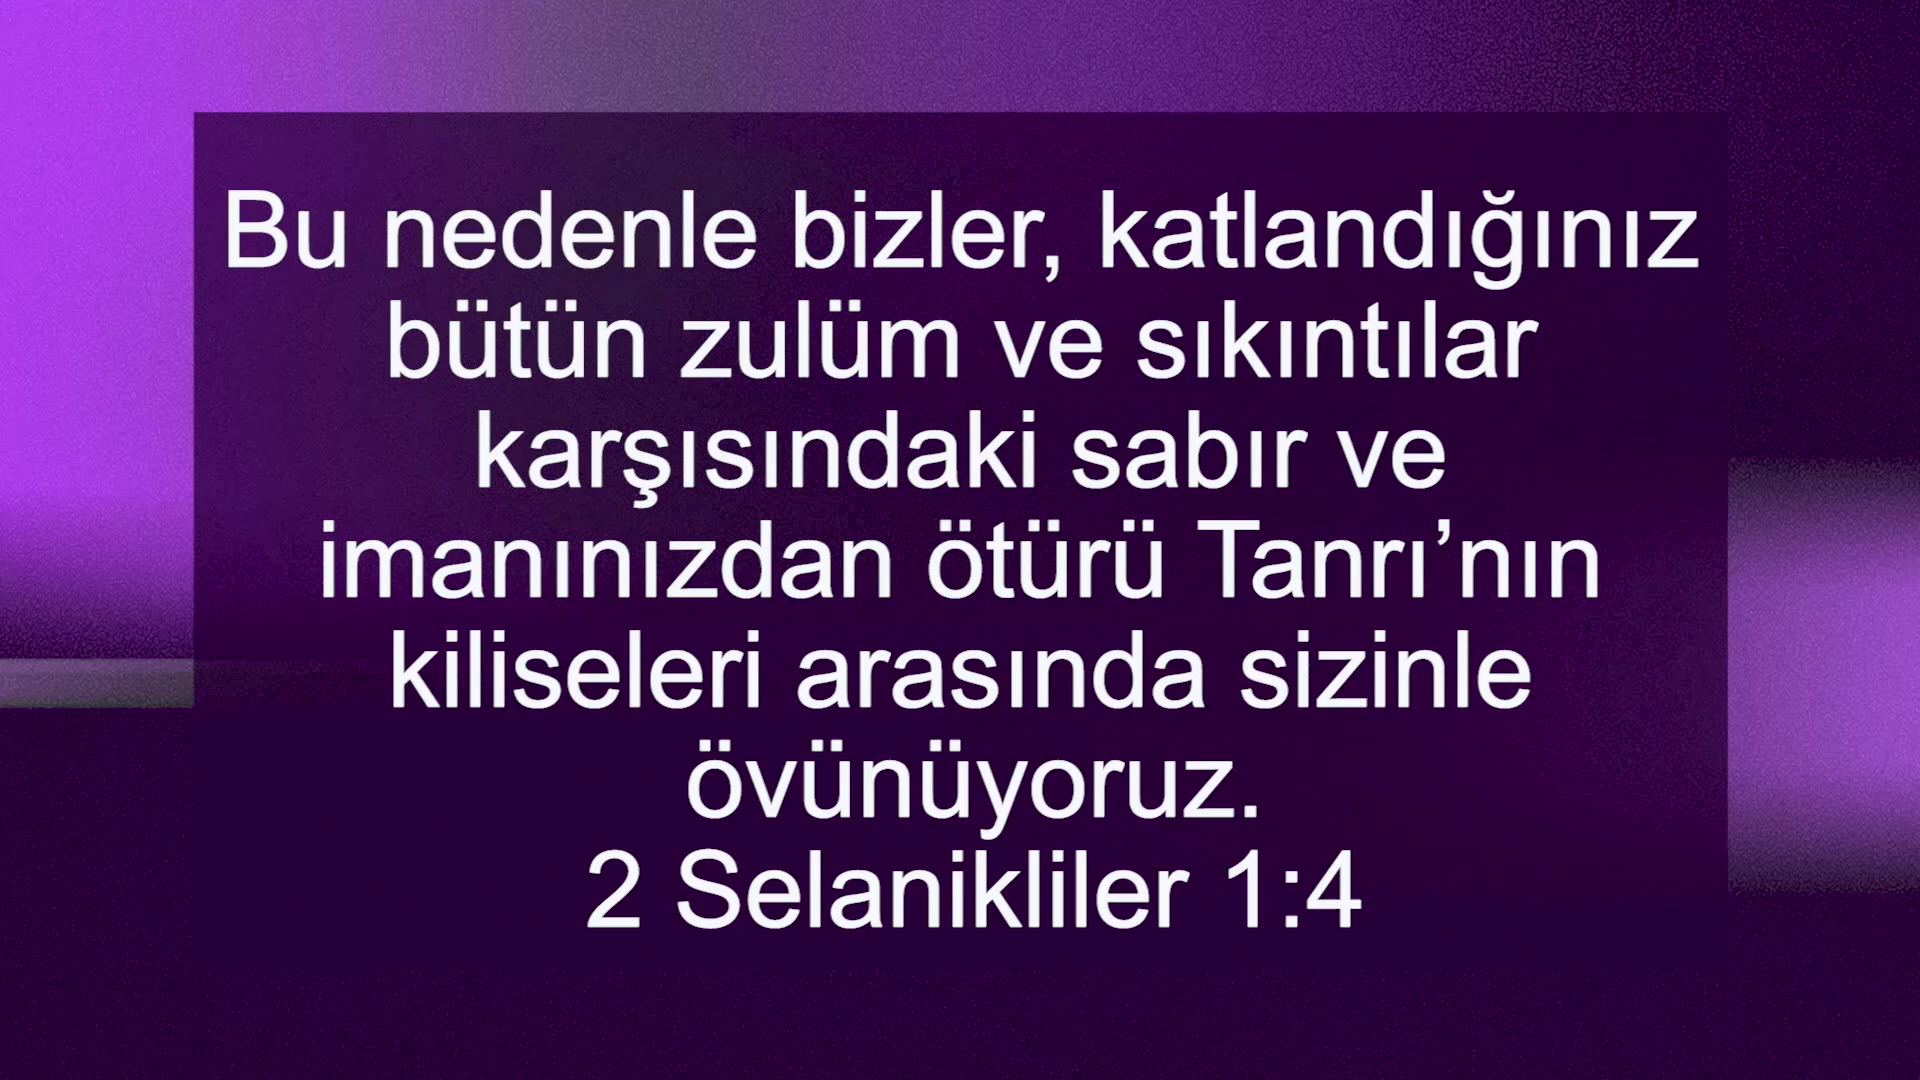 Bu nedenle bizler, katlandığınız
bütün zulüm ve sıkıntılar
karşısındaki sabır ve
imanınızdan ötürü Tanrı’nın
kiliseleri arasında sizinle
övünüyoruz.
2 Selanikliler 1:4